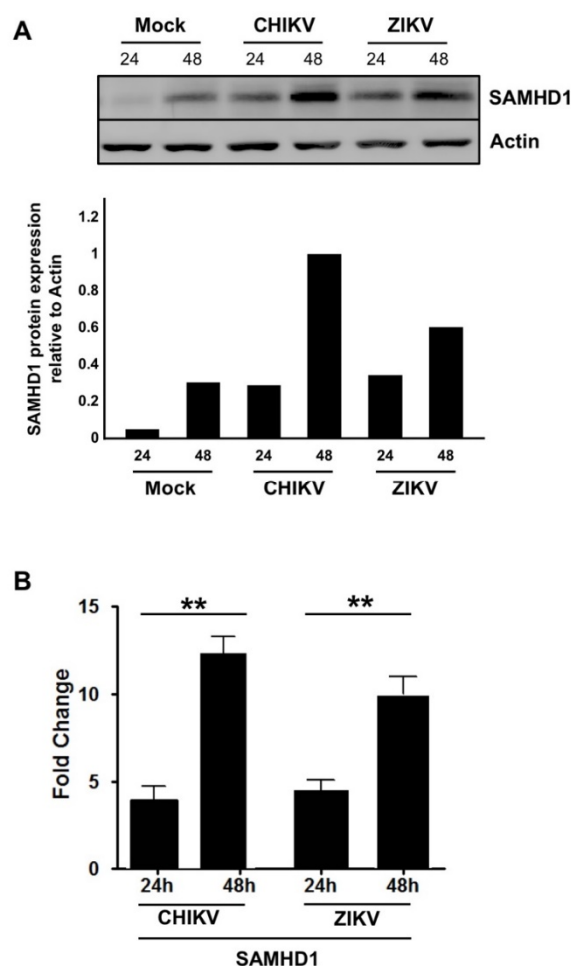 A
Mock CHIKV ZIKV
24 48 24 48 24 48
SAMHD1
Actin
SAMHD1 protein expression
relative to Actin
1.2
1
0.8
0.6
0.4
0.2
0
24 48 24 48 24 48
Mock CHIKV ZIKV
B
** **
Fold Change
15
10
5
0
24h 48h 24h 48h
CHIKV ZIKV
SAMHD1